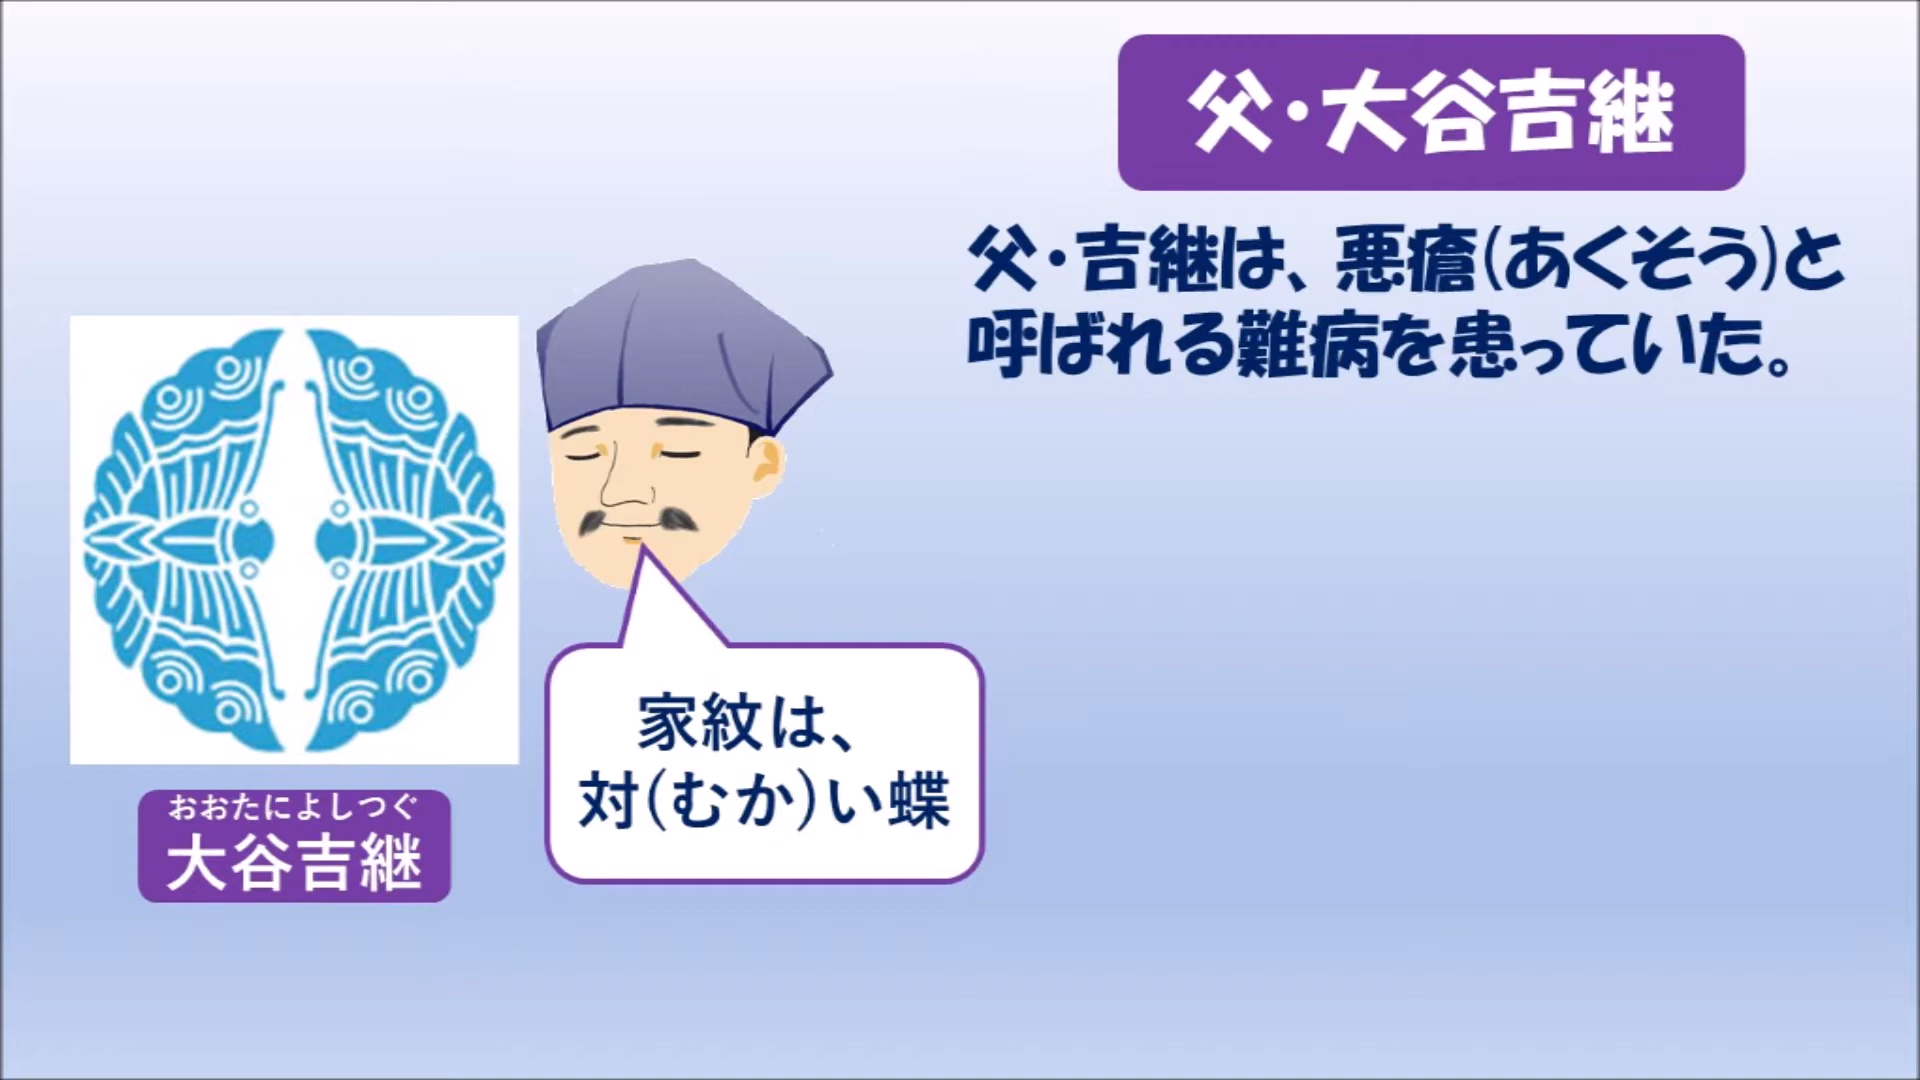 父・大谷吉継
父・吉継は、悪瘡(あくそう)と
呼ばれる難病を患っていた。
家紋は、
対(むか)い蝶
おおたによしつぐ
大谷吉継